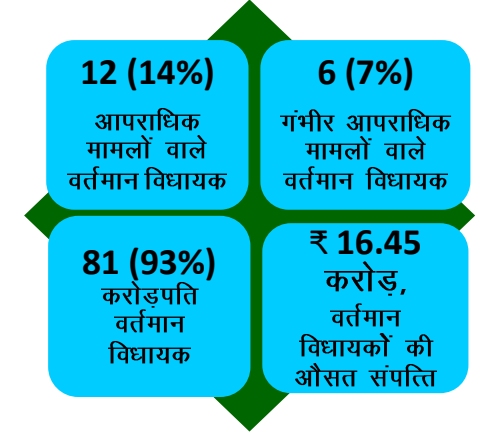 12 (14%)
आपराधिक
मामलों वाले
वर्तमान विधायक
6 (7%)
गंभीर आपराधिक
मामलों वाले
वर्तमान विधायक
81 (93%)
करोड़पति
वर्तमान
विधायक
₹ 16.45
करोड़,
वर्तमान
विधायकों की
औसत संपत्ति